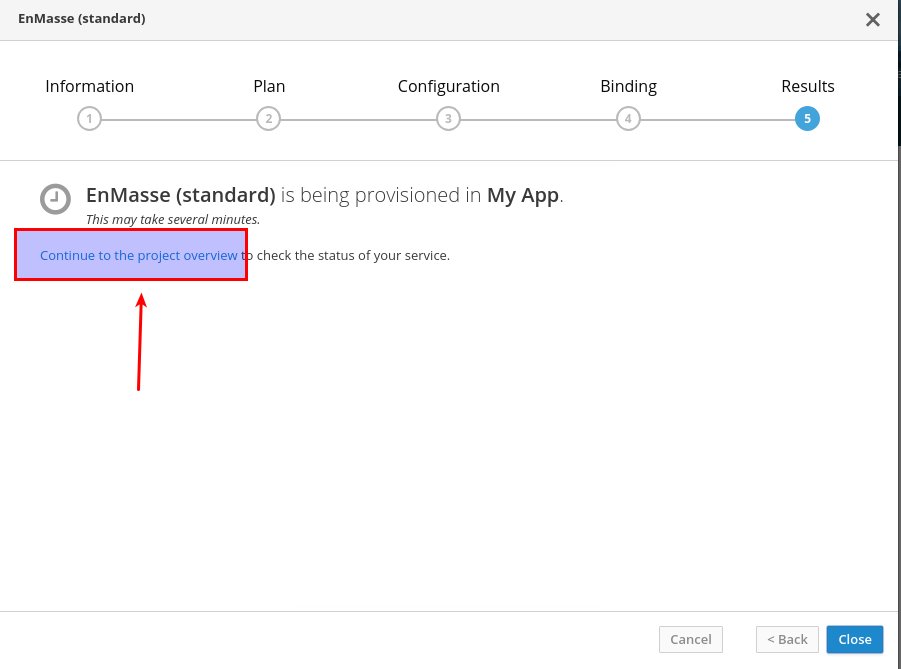 EnMasse (standard)
Information Plan Configuration Binding Results
1 2 3 4 5
EnMasse (standard) is being provisioned in My App.
This may take several minutes.
Continue to the project overview to check the status of your service.
Cancel < Back Close